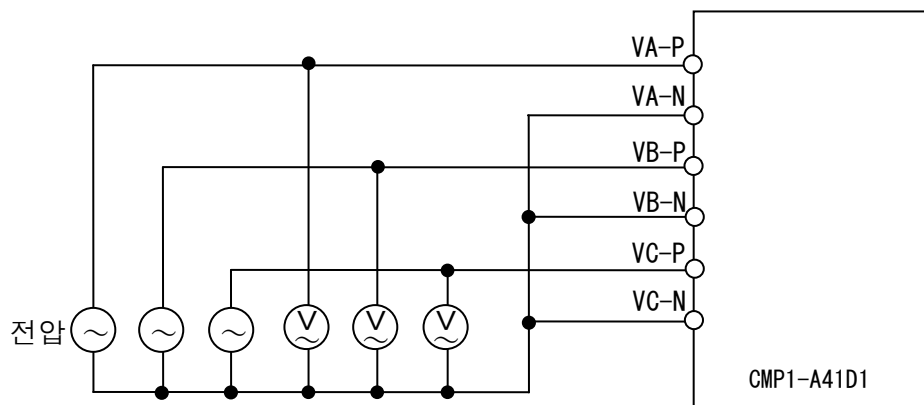 VA-P
VA-N
VB-P
VB-N
VC-P
VC-N
전압
V
V
V
CMP1-A41D1